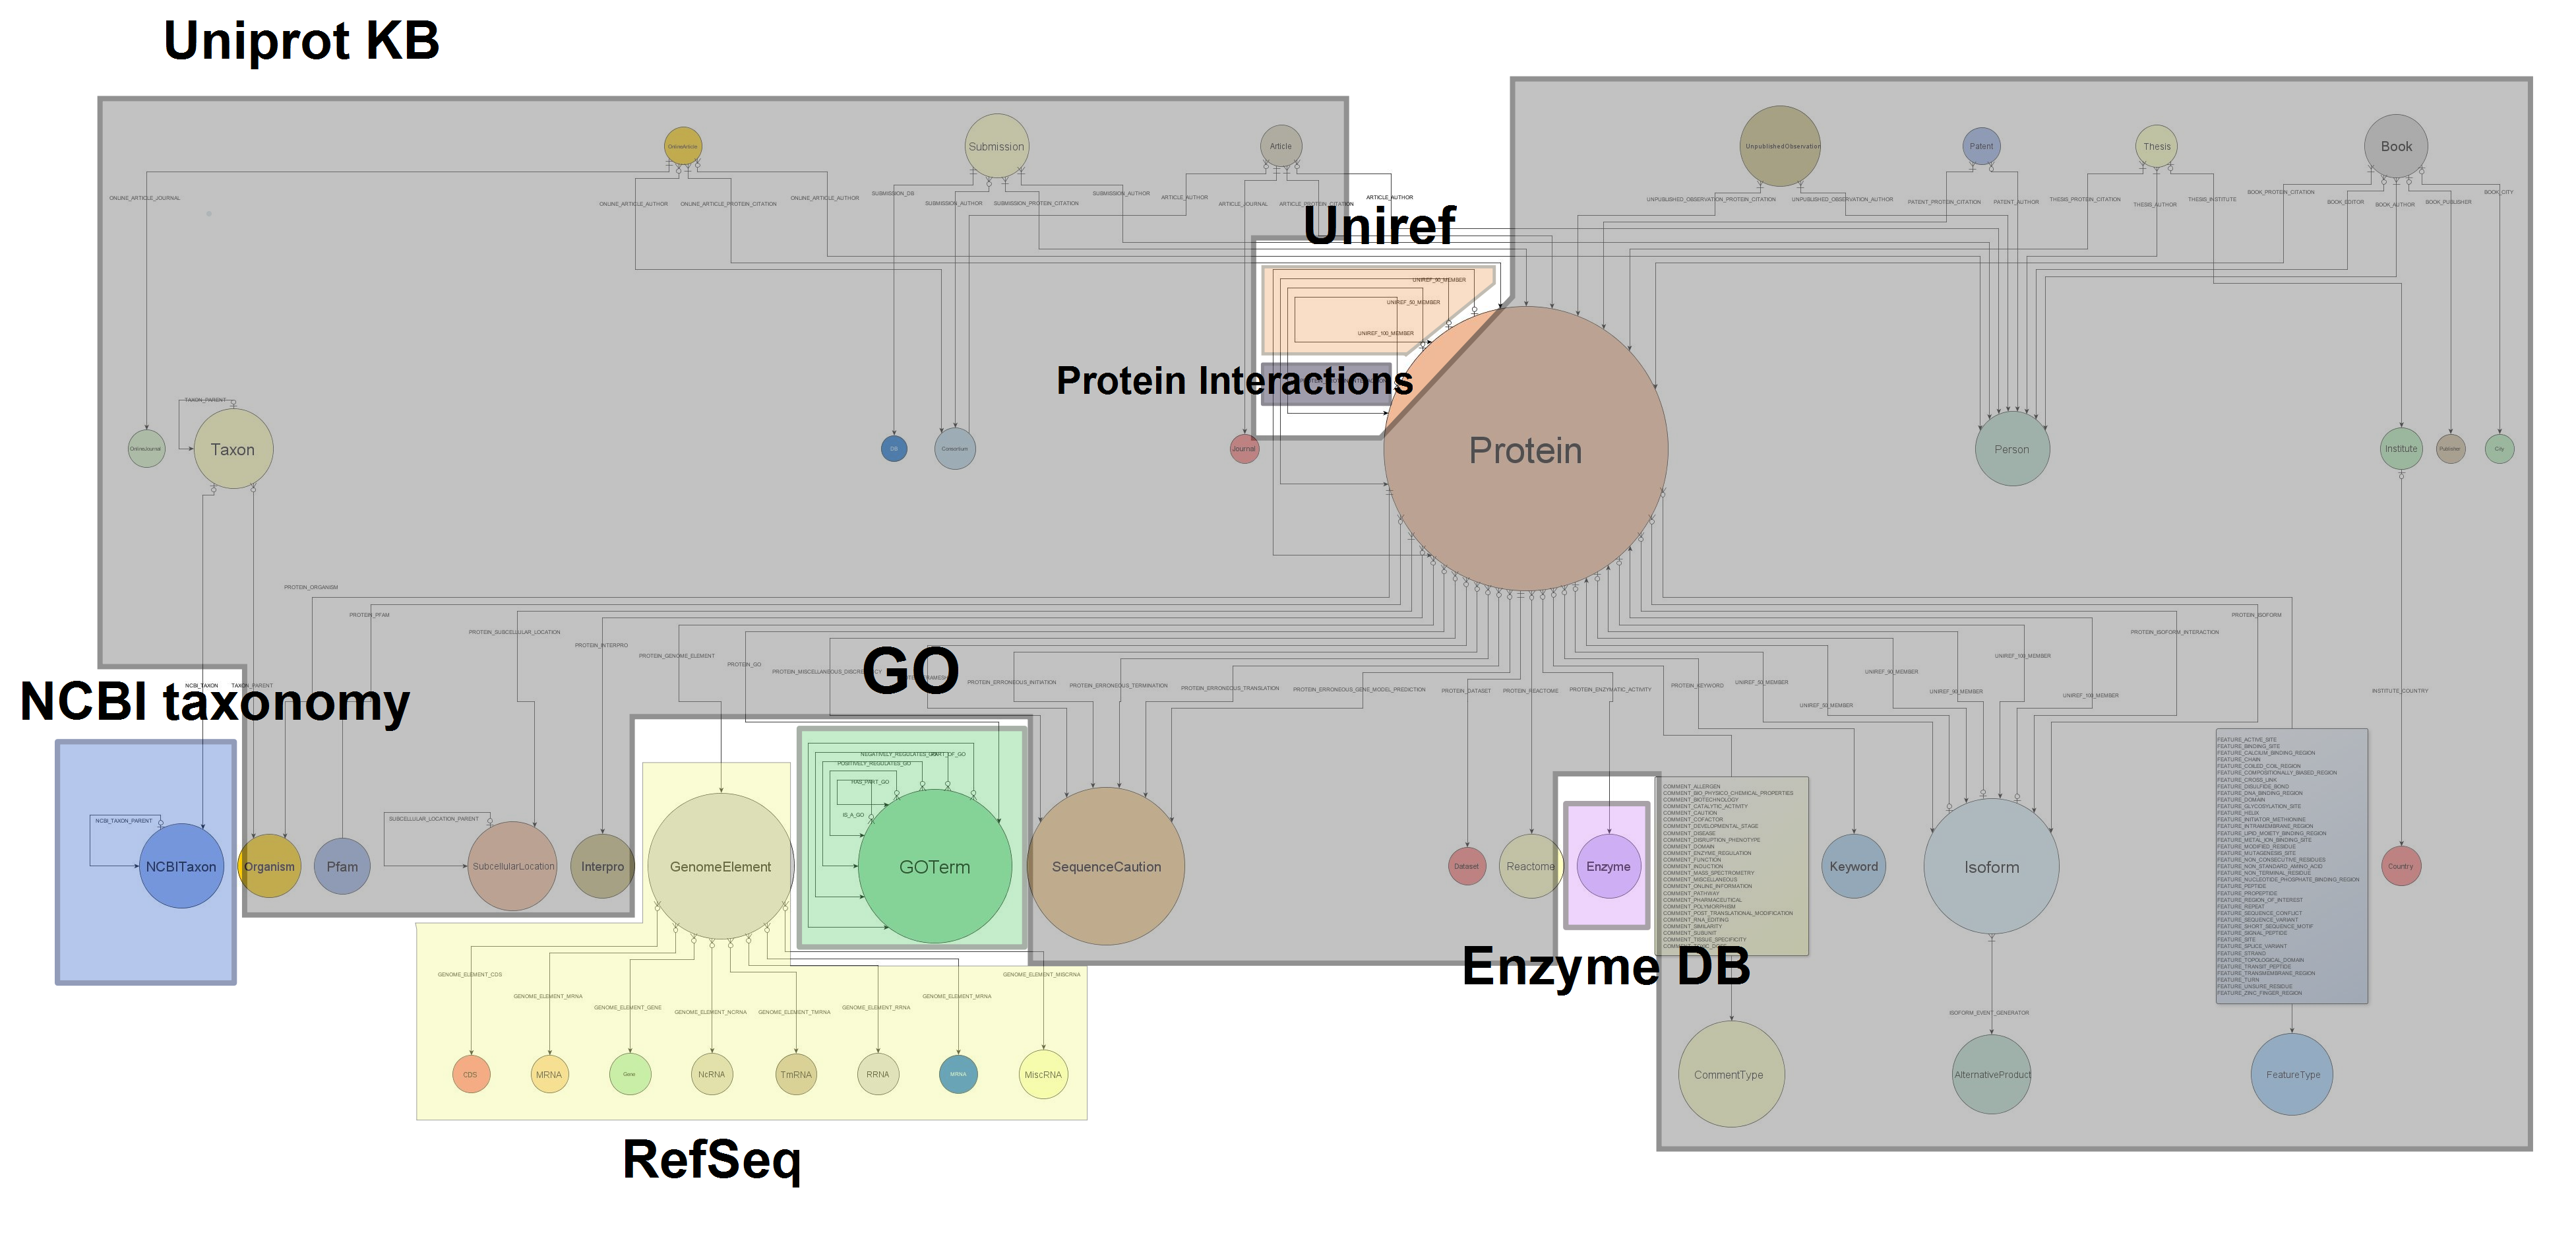 Uniprot KB
OnlineArticle
Submission
Article
UnpublishedObservation
Patent
Thesis
Book
ONLINE_ARTICLE_JOURNAL
ONLINE_ARTICLE_AUTHOR
ONLINE_ARTICLE_PROTEIN_CITATION
ONLINE_ARTICLE_AUTHOR
SUBMISSION_DB
SUBMISSION_AUTHOR
SUBMISSION_PROTEIN_CITATION
SUBMISSION_AUTHOR
ARTICLE_AUTHOR
ARTICLE_JOURNAL
ARTICLE_PROTEIN_CITATION
ARTICLE_AUTHOR
UNPUBLISHED_OBSERVATION_PROTEIN_CITATION
UNPUBLISHED_OBSERVATION_AUTHOR
PATENT_PROTEIN_CITATION
PATENT_AUTHOR
THESIS_PROTEIN_CITATION
THESIS_AUTHOR
THESIS_INSTITUTE
BOOK_PROTEIN_CITATION
BOOK_EDITOR
BOOK_AUTHOR
BOOK_PUBLISHER
BOOK_CITY
Uniref
UNIREF_90_MEMBER
UNIREF_50_MEMBER
UNIREF_100_MEMBER
Protein Interactions
TAXON_PARENT
OnlineJournal
Taxon
DB
Consortium
Journal
Protein
Person
Institute
Publisher
City
PROTEIN_ORGANISM
PROTEIN_PFAM
PROTEIN_SUBCELLULAR_LOCATION
PROTEIN_INTERPRO
PROTEIN_GENOME_ELEMENT
PROTEIN_GO
PROTEIN_MISCELLANEOUS_DISCREPANCY
GO
PROTEIN_ERRONEOUS_INITIATION
PROTEIN_ERRONEOUS_TERMINATION
PROTEIN_ERRONEOUS_TRANSLATION
PROTEIN_ERRONEOUS_GENE_MODEL_PREDICTION
PROTEIN_DATASET
PROTEIN_REACTOME
PROTEIN_ENZYMATIC_ACTIVITY
PROTEIN_KEYWORD
UNIREF_50_MEMBER
UNIREF_50_MEMBER
UNIREF_90_MEMBER
UNIREF_90_MEMBER
UNIREF_100_MEMBER
UNIREF_100_MEMBER
PROTEIN_ISOFORM_INTERACTION
PROTEIN_ISOFORM
INSTITUTE_COUNTRY
NCBI_TAXON
TAXON_PARENT
NCBI taxonomy
NCBI_TAXON_PARENT
NCBITaxon
Organism
Pfam
SUBCELLULAR_LOCATION_PARENT
SubcellularLocation
Interpro
GenomeElement
NEGATIVELY_REGULATES_GO
PART_OF_GO
POSITIVELY_REGULATES_GO
HAS_PART_GO
IS_A_GO
GOTerm
SequenceCaution
Dataset
Reactome
Enzyme
Keyword
Isoform
Country
COMMENT_ALLERGEN
COMMENT_BIO_PHYSICO_CHEMICAL_PROPERTIES
COMMENT_BIOTECHNOLOGY
COMMENT_CATALYTIC_ACTIVITY
COMMENT_CAUTION
COMMENT_COFACTOR
COMMENT_DEVELOPMENTAL_STAGE
COMMENT_DISEASE
COMMENT_DISRUPTION_PHENOTYPE
COMMENT_DOMAIN
COMMENT_ENZYME_REGULATION
COMMENT_FUNCTION
COMMENT_INDUCTION
COMMENT_MASS_SPECTROMETRY
COMMENT_MISCELLANEOUS
COMMENT_ONLINE_INFORMATION
COMMENT_PATHWAY
COMMENT_PHARMACEUTICAL
COMMENT_POLYMORPHISM
COMMENT_POST_TRANSLATIONAL_MODIFICATION
COMMENT_RNA_EDITING
COMMENT_SIMILARITY
COMMENT_SUBUNIT
COMMENT_TISSUE_SPECIFICITY
FEATURE_ACTIVE_SITE
FEATURE_BINDING_SITE
FEATURE_CALCIUM_BINDING_REGION
FEATURE_CHAIN
FEATURE_COILED_COIL_REGION
FEATURE_COMPOSITIONALLY_BIASED_REGION
FEATURE_CROSS_LINK
FEATURE_DISULFIDE_BOND
FEATURE_DNA_BINDING_REGION
FEATURE_DOMAIN
FEATURE_GLYCOSYLATION_SITE
FEATURE_HELIX
FEATURE_INITIATOR_METHIONINE
FEATURE_INTRAMEMBRANE_REGION
FEATURE_LIPID_MOIETY_BINDING_REGION
FEATURE_METAL_ION_BINDING_SITE
FEATURE_MODIFIED_RESIDUE
FEATURE_MUTAGENESIS_SITE
FEATURE_NON_CONSECUTIVE_RESIDUES
FEATURE_NON_STANDARD_AMINO_ACID
FEATURE_NON_TERMINAL_RESIDUE
FEATURE_NUCLEOTIDE_PHOSPHATE_BINDING_REGION
FEATURE_PEPTIDE
FEATURE_PROPEPTIDE
FEATURE_REGION_OF_INTEREST
FEATURE_REPEAT
FEATURE_SEQUENCE_CONFLICT
FEATURE_SEQUENCE_VARIANT
FEATURE_SHORT_SEQUENCE_MOTIF
FEATURE_SIGNAL_PEPTIDE
FEATURE_SITE
FEATURE_SPLICE_VARIANT
FEATURE_STRAND
FEATURE_TOPOLOGICAL_DOMAIN
FEATURE_TRANSIT_PEPTIDE
FEATURE_TRANSMEMBRANE_REGION
FEATURE_TURN
FEATURE_UNSURE_RESIDUE
FEATURE_ZINC_FINGER_REGION
Enzyme DB
GENOME_ELEMENT_CDS
GENOME_ELEMENT_MRNA
GENOME_ELEMENT_GENE
GENOME_ELEMENT_NCRNA
GENOME_ELEMENT_TMRNA
GENOME_ELEMENT_RRNA
GENOME_ELEMENT_MRNA
GENOME_ELEMENT_MISCRNA
ISOFORM_EVENT_GENERATOR
CDS
MRNA
Gene
NcRNA
TmRNA
RRNA
MRNA
MiscRNA
CommentType
AlternativeProduct
FeatureType
RefSeq